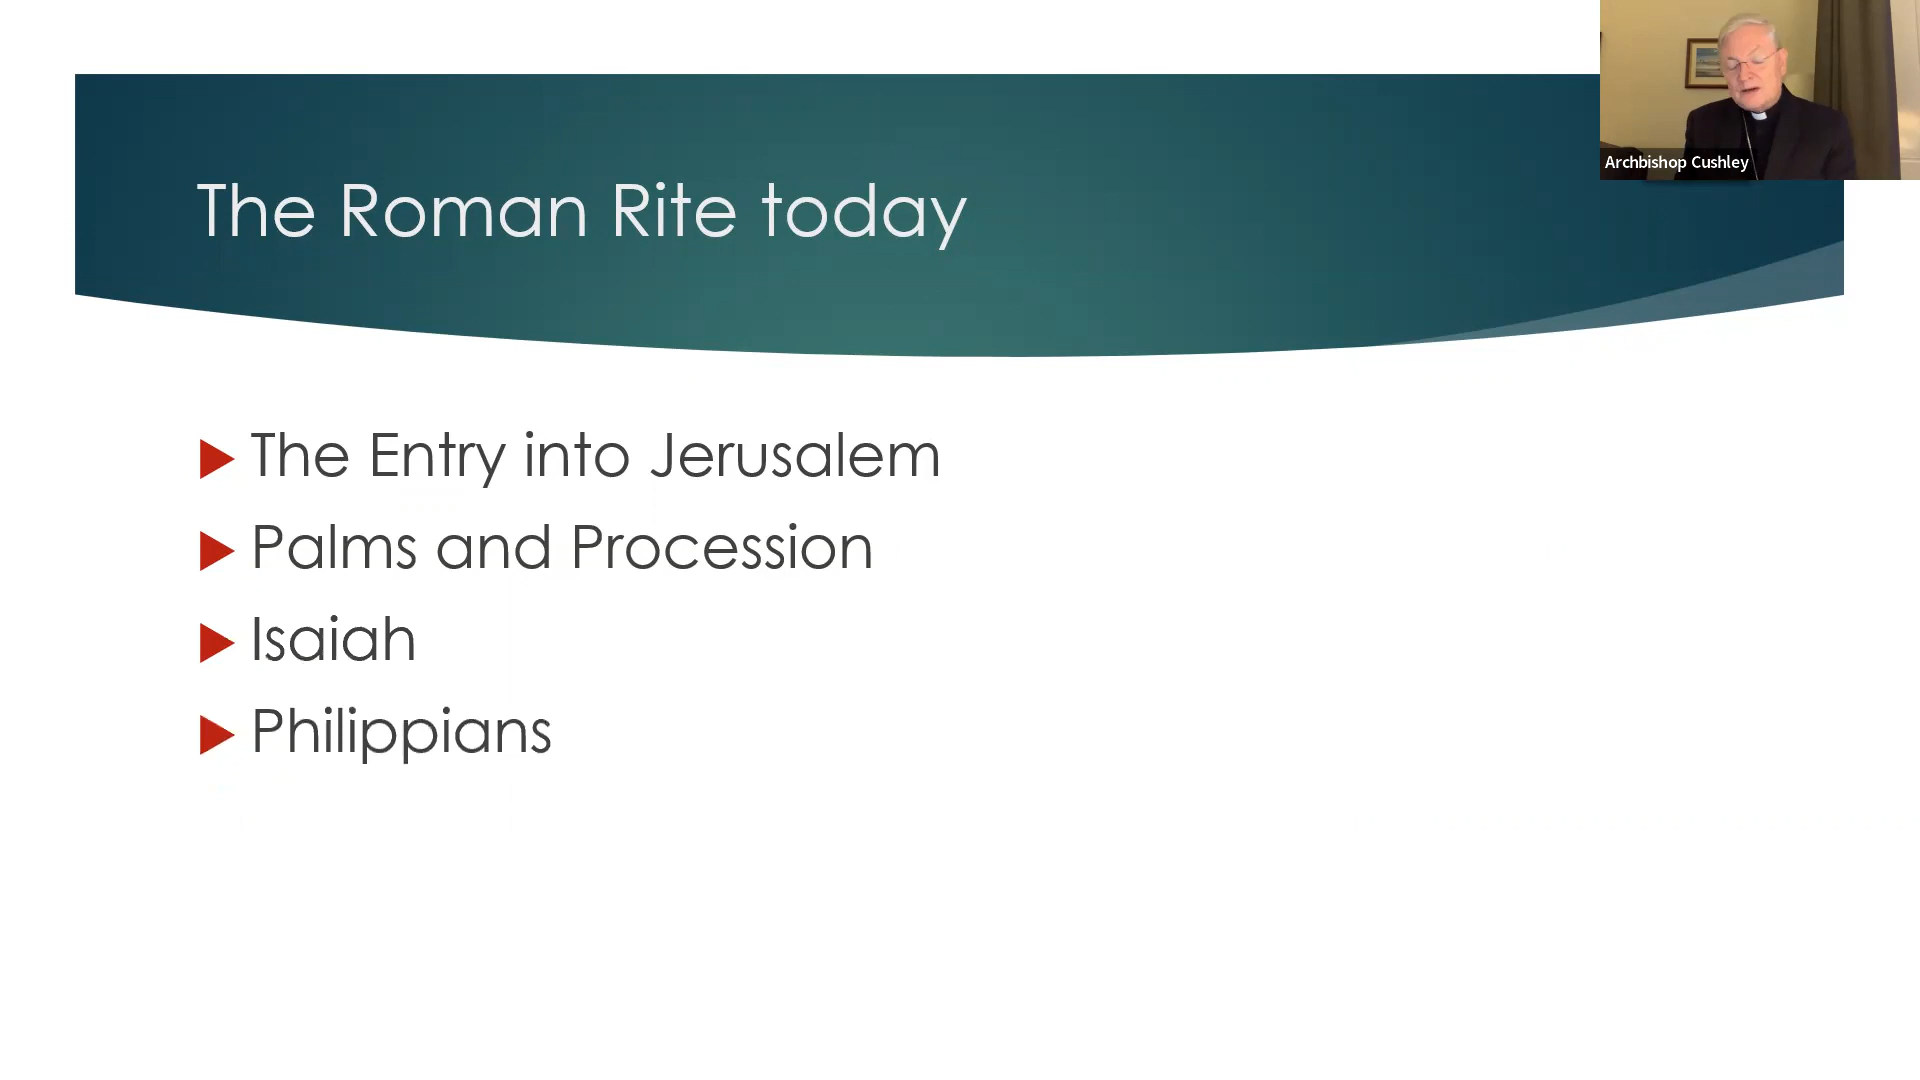 Archbishop Cushley
The Roman Rite today
The Entry into Jerusalem
Palms and Procession
Isaiah
Philippians